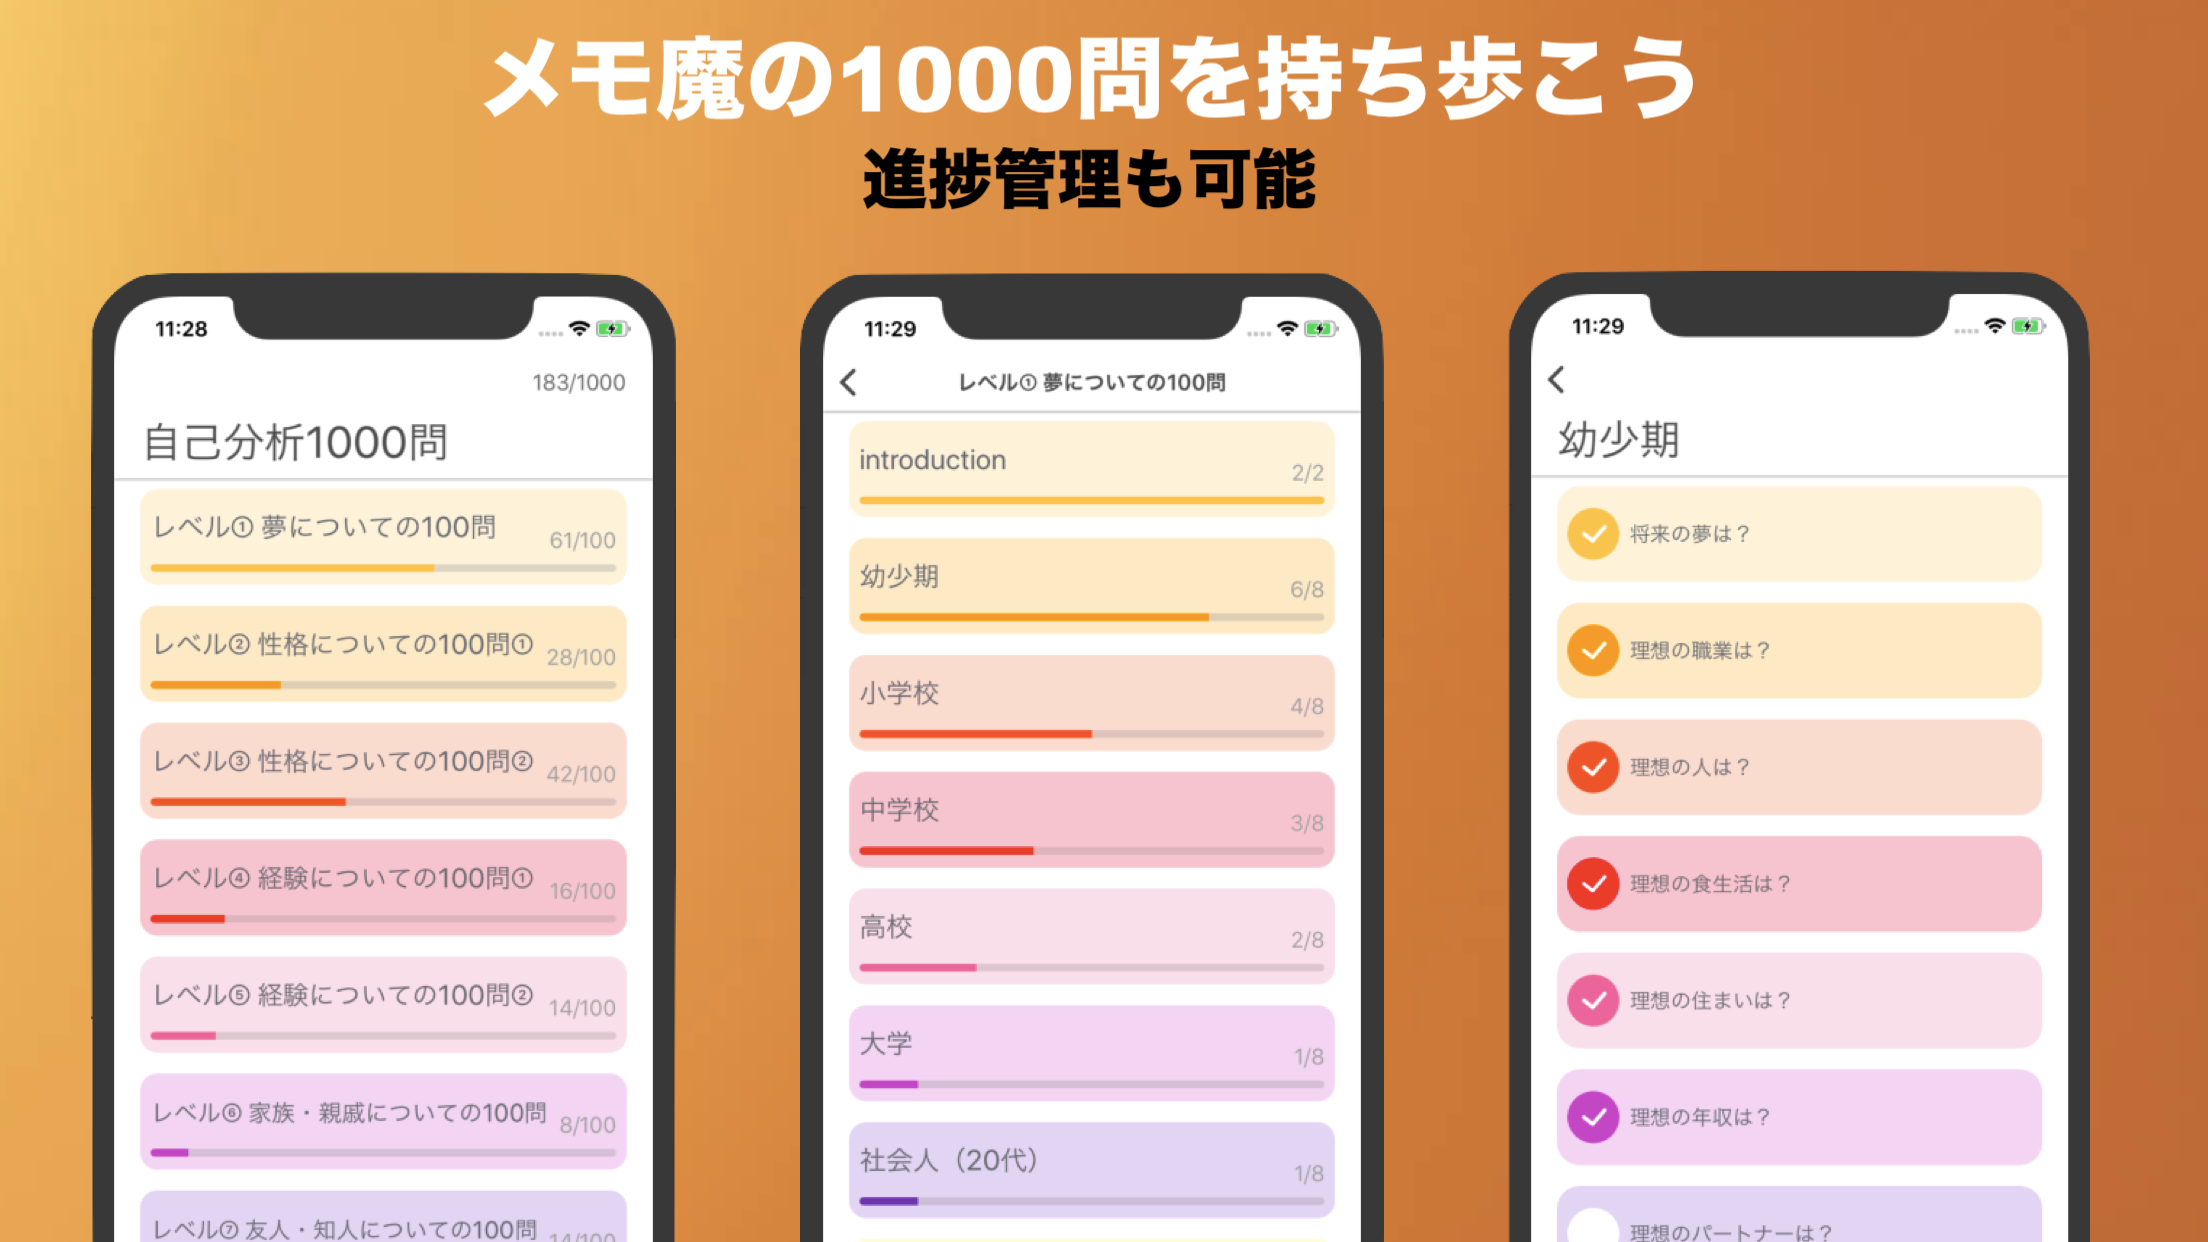 メモ魔の1000問を持ち歩こう
進捗管理も可能
11:28
183/1000
自己分析1000問
レベル① 夢についての100問
61/100
レベル② 性格についての100問①
28/100
レベル③ 性格についての100問②
42/100
レベル④ 経験についての100問①
16/100
レベル⑤ 経験についての100問②
14/100
レベル⑥ 家族・親戚についての100問
8/100
レベル⑦ 友人・知人についての100問
14/100
11:29
レベル① 夢についての100問
introduction
2/2
幼少期
6/8
小学校
4/8
中学校
3/8
高校
2/8
大学
1/8
社会人（20代）
1/8
11:29
幼少期
将来の夢は？
理想の職業は？
理想の人は？
理想の食生活は？
理想の住まいは？
理想の年収は？
理想のパートナーは？